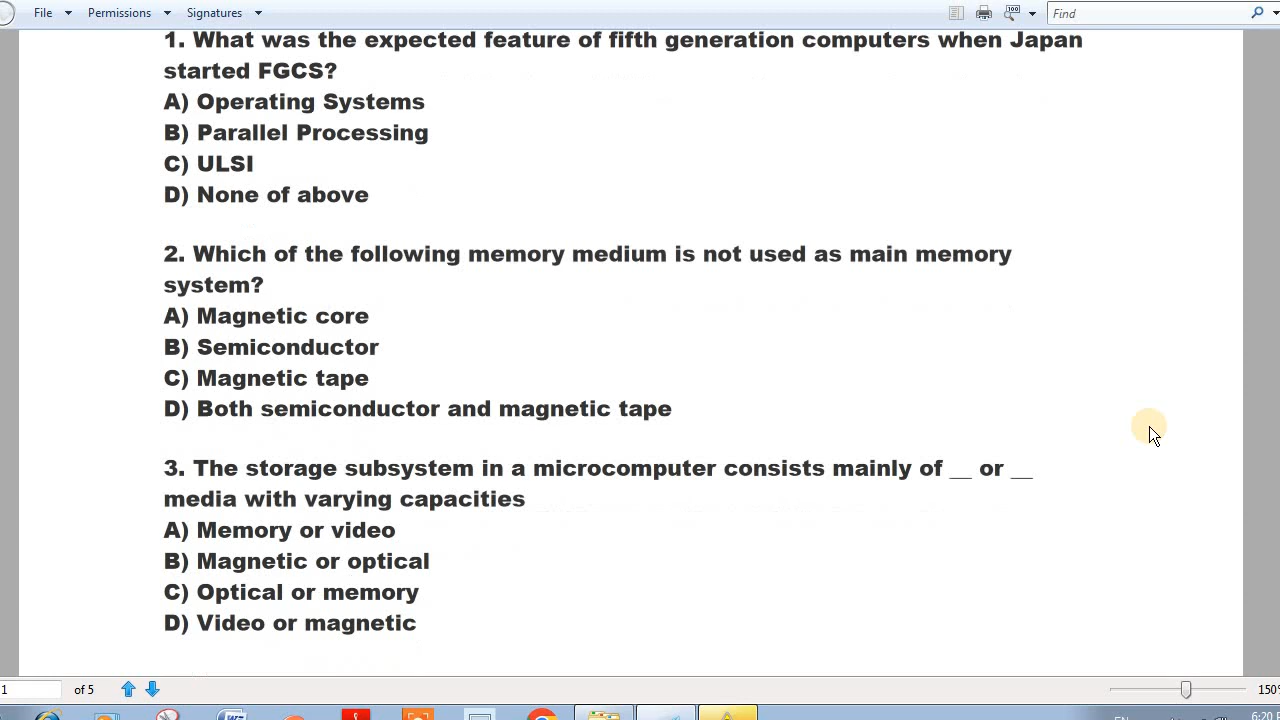 File Permissions Signatures Find
1. What was the expected feature of fifth generation computers when Japan
started FGCS?
A) Operating Systems
B) Parallel Processing
C) ULSI
D) None of above
2. Which of the following memory medium is not used as main memory
system?
A) Magnetic core
B) Semiconductor
C) Magnetic tape
D) Both semiconductor and magnetic tape
3. The storage subsystem in a microcomputer consists mainly of __ or __
media with varying capacities
A) Memory or video
B) Magnetic or optical
C) Optical or memory
D) Video or magnetic
1 of 5 150%